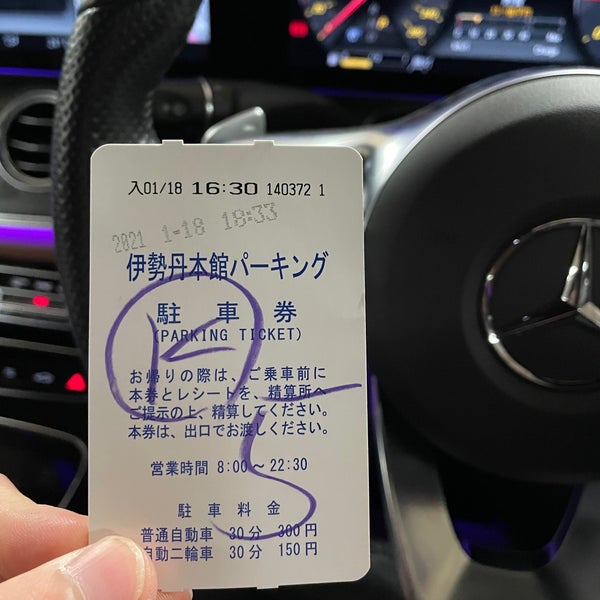 入01/18 16:30 140372 1
2021 1-18 18:33
伊勢丹本館パーキング
駐車券
(PARKING TICKET)
お帰りの際は、ご乗車前に
本券とレシートを、精算所へ
ご提示の上、精算してください。
本券は、出口でお渡しください。
営業時間 8:00～22:30
駐車料金
普通自動車 30分 300円
自動二輪車 30分 150円